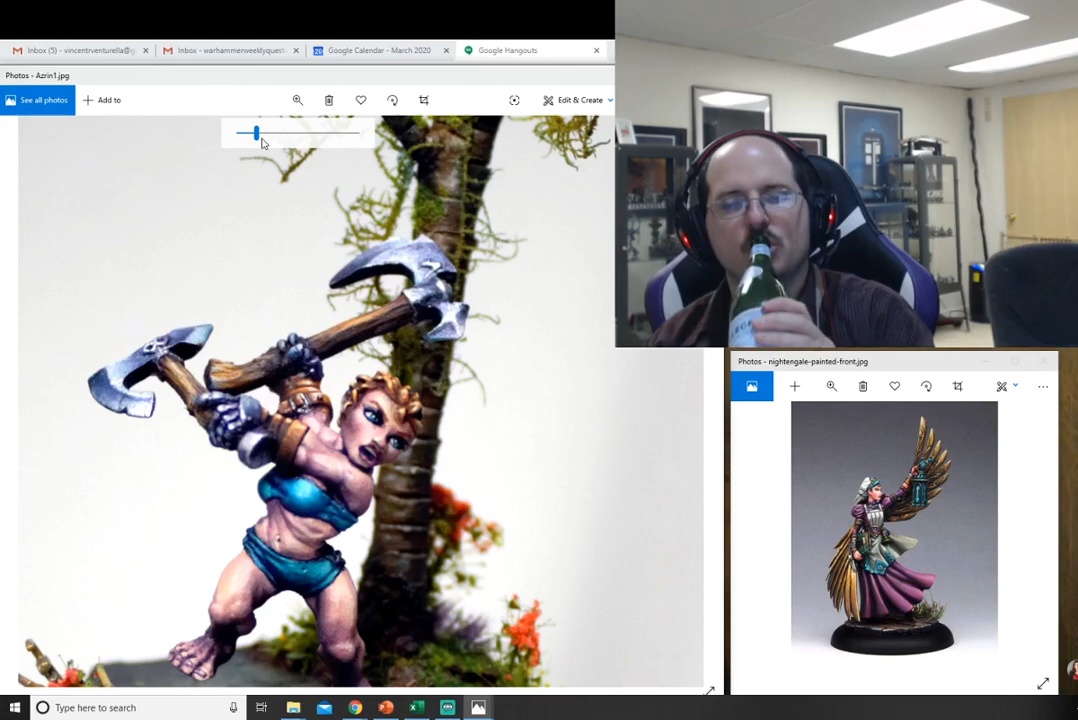 Inbox (5) - vincentrventurella@g
Inbox - warhammerweeklyquest
Google Calendar - March 2020
Google Hangouts
Photos - Azrin1.jpg
See all photos
Add to
Edit & Create
Photos - nightengale-painted-front.jpg
Type here to search